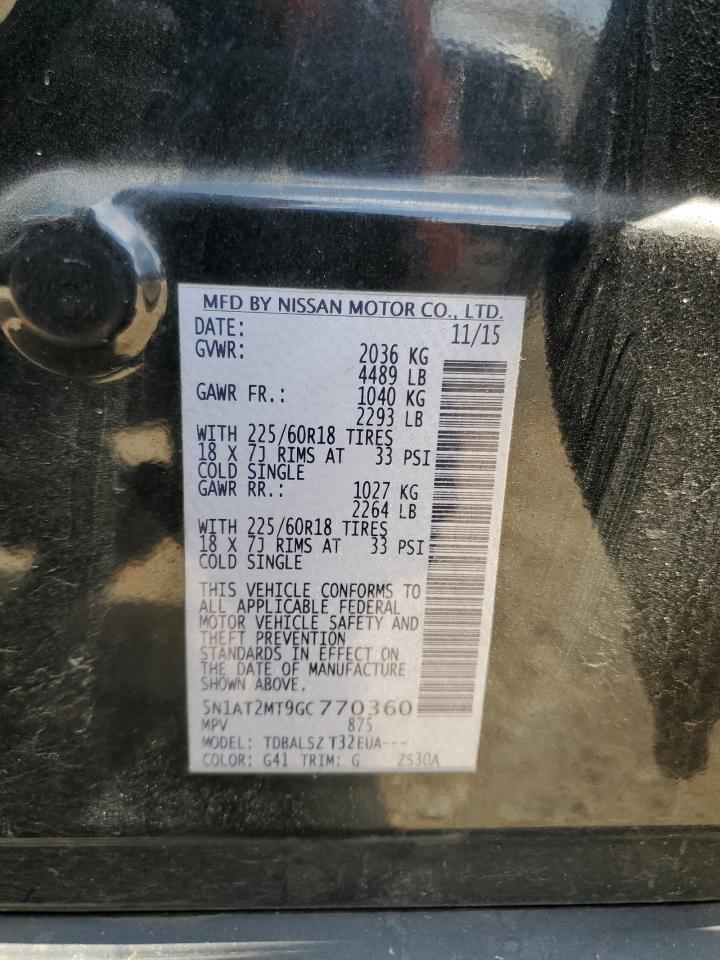 MFD BY NISSAN MOTOR CO., LTD.
DATE: 11/15
GVWR: 2036 KG
4489 LB
GAWR FR.: 1040 KG
2293 LB
WITH 225/60R18 TIRES
18 X 7J RIMS AT 33 PSI
COLD SINGLE
GAWR RR.: 1027 KG
2264 LB
WITH 225/60R18 TIRES
18 X 7J RIMS AT 33 PSI
COLD SINGLE
THIS VEHICLE CONFORMS TO
ALL APPLICABLE FEDERAL
MOTOR VEHICLE SAFETY AND
THEFT PREVENTION
STANDARDS IN EFFECT ON
THE DATE OF MANUFACTURE
SHOWN ABOVE.
5N1AT2MT9GC770360
MPV 875
MODEL: TDBALSZ T32EUA---
COLOR: G41 TRIM: G ZS30A